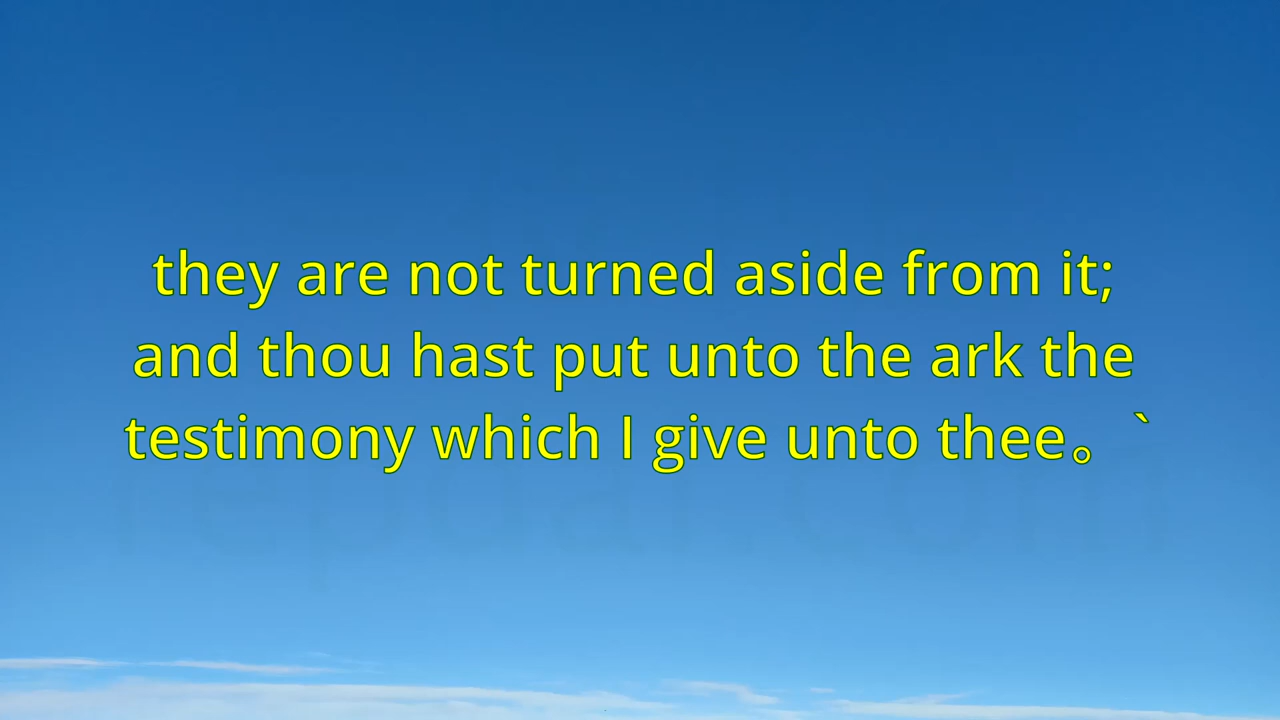 they are not turned aside from it;
and thou hast put unto the ark the
testimony which I give unto thee。`